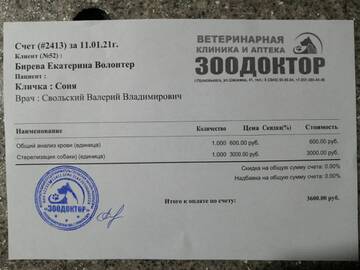 ВЕТЕРИНАРНАЯ
КЛИНИКА И АПТЕКА
ЗООДОКТОР
Счет (#2413) за 11.01.21г.
Клиент (№52) :
Бирева Екатерина Волонтер
Пациент :
Кличка : Соня
Врач : Свольский Валерий Владимирович
Наименование Количество Цена Скидка(%) Стоимость
Общий анализ крови (единица) 1.000 600.00 руб. 600.00 руб.
Стерилизация собаки) (единица) 1.000 3000.00 руб. 3000.00 руб.
Скидка на общую сумму счета: 0.00%
Надбавка на общую сумму счета: 0.00%
Итого к оплате по счету: 3600.00 руб.
"ЗООДОКТОР"